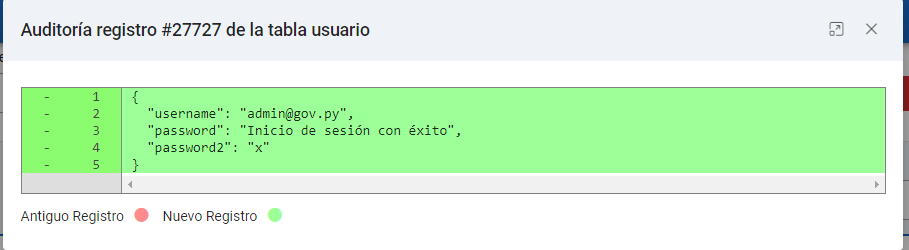 Auditoría registro #27727 de la tabla usuario
- 1 {
- 2 "username": "admin@gov.py",
- 3 "password": "Inicio de sesión con éxito",
- 4 "password2": "x"
- 5 }
Antiguo Registro Nuevo Registro